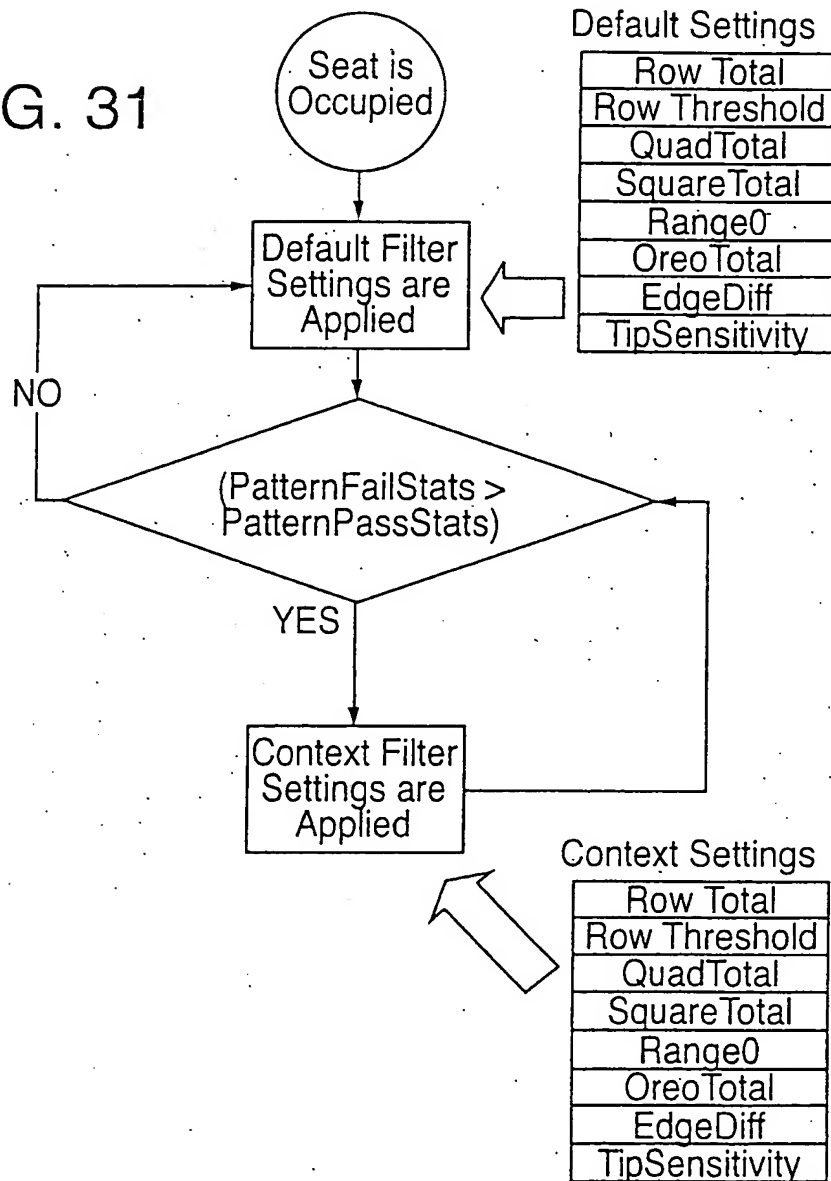 G. 31
Seat is
Occupied
Default Settings
Row Total
Row Threshold
QuadTotal
SquareTotal
Range0
OreoTotal
EdgeDiff
TipSensitivity
Default Filter
Settings are
Applied
NO
(PatternFailStats >
PatternPassStats)
YES
Context Filter
Settings are
Applied
Context Settings
Row Total
Row Threshold
QuadTotal
SquareTotal
Range0
OreoTotal
EdgeDiff
TipSensitivity